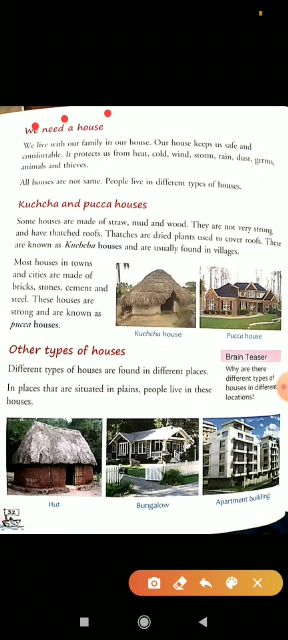 We need a house
We live with our family in our house. Our house keeps us safe and
comfortable. It protects us from heat, cold, wind, storm, rain, dust, germs,
animals and thieves.
All houses are not same. People live in different types of houses.
Kuchcha and pucca houses
Some houses are made of straw, mud and wood. They are not very strong
and have thatched roofs. Thatches are dried plants used to cover roofs. These
are known as Kuchcha houses and are usually found in villages.
Most houses in towns
and cities are made of
bricks, stones, cement and
steel. These houses are
strong and are known as
pucca houses.
Kuchcha house
Pucca house
Other types of houses
Different types of houses are found in different places.
In places that are situated in plains, people live in these
houses.
Brain Teaser
Why are there
different types of
houses in different
locations?
Hut
Bungalow
Apartment building
32